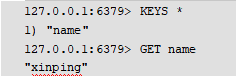 127.0.0.1:6379> KEYS *
1) "name"
127.0.0.1:6379> GET name
"xinping"